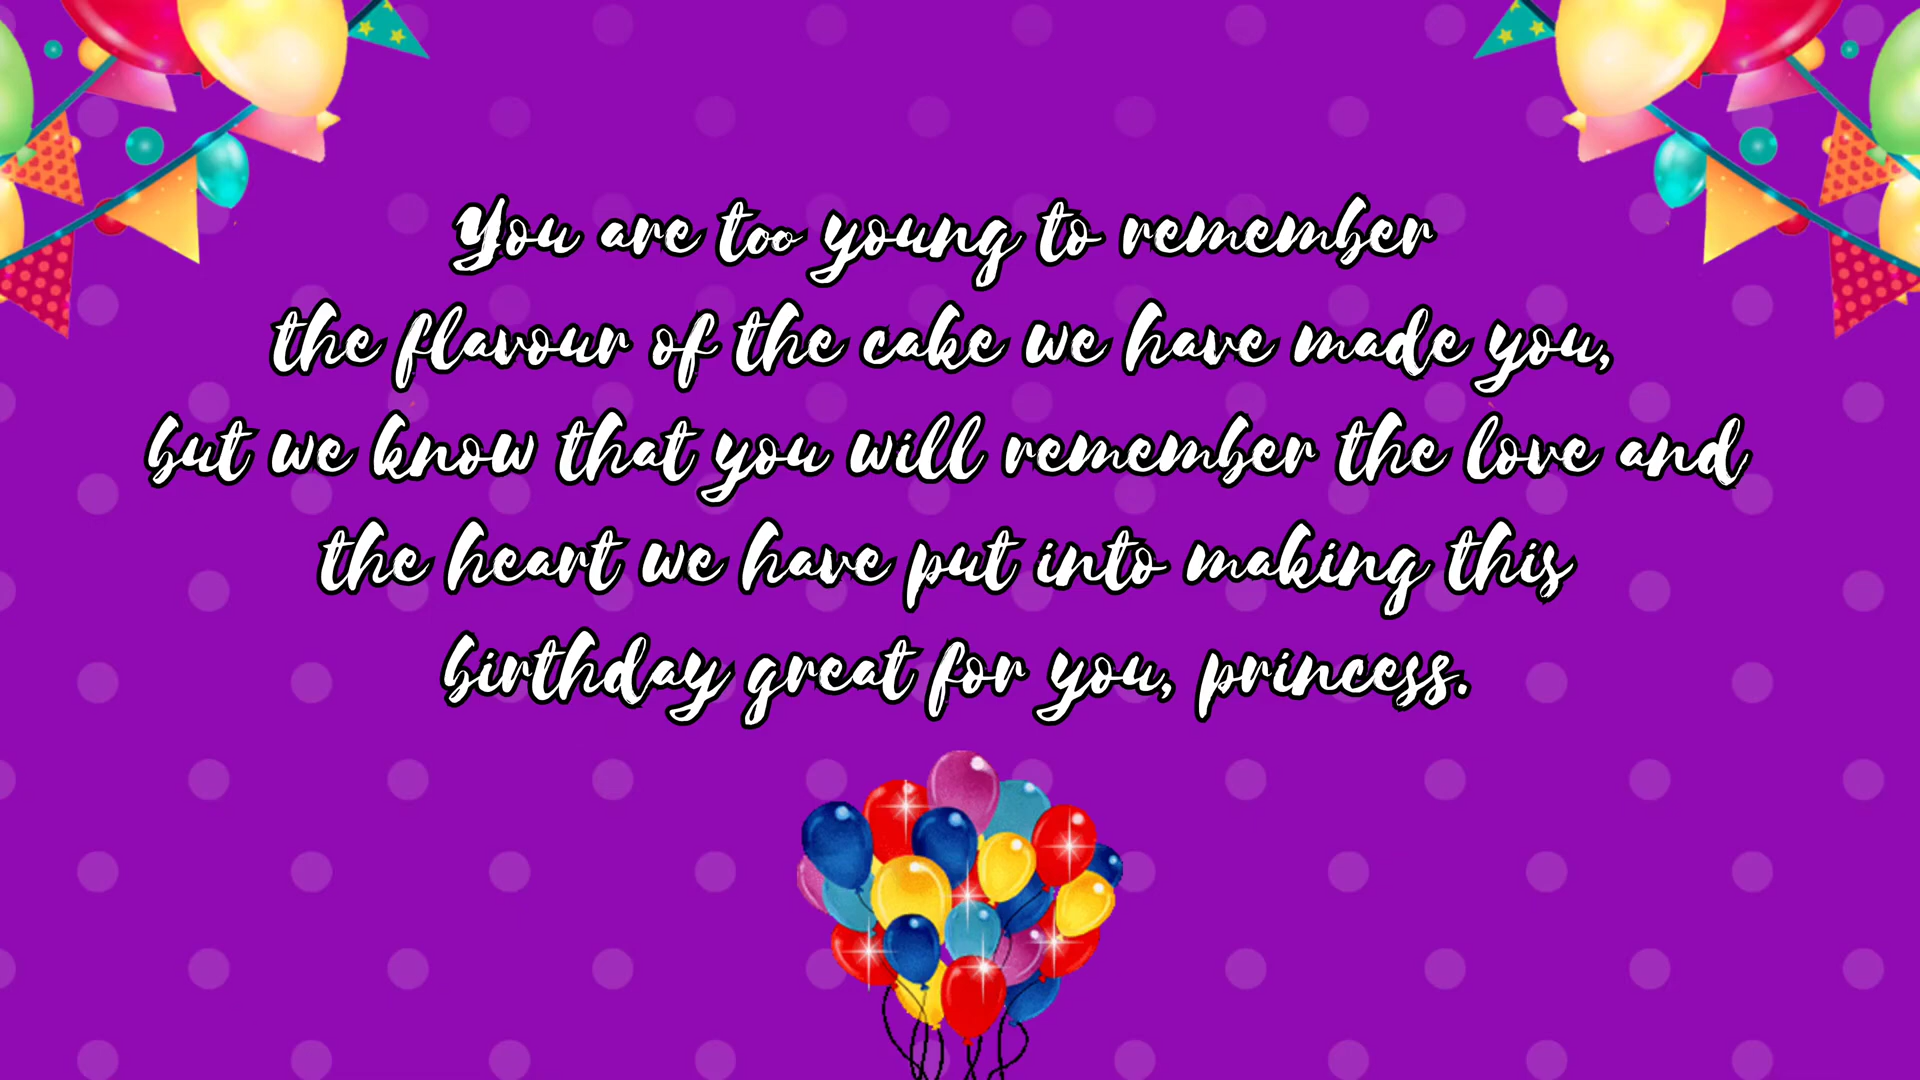 You are too young to remember
the flavour of the cake we have made you,
but we know that you will remember the love and
the heart we have put into making this
birthday great for you, princess.